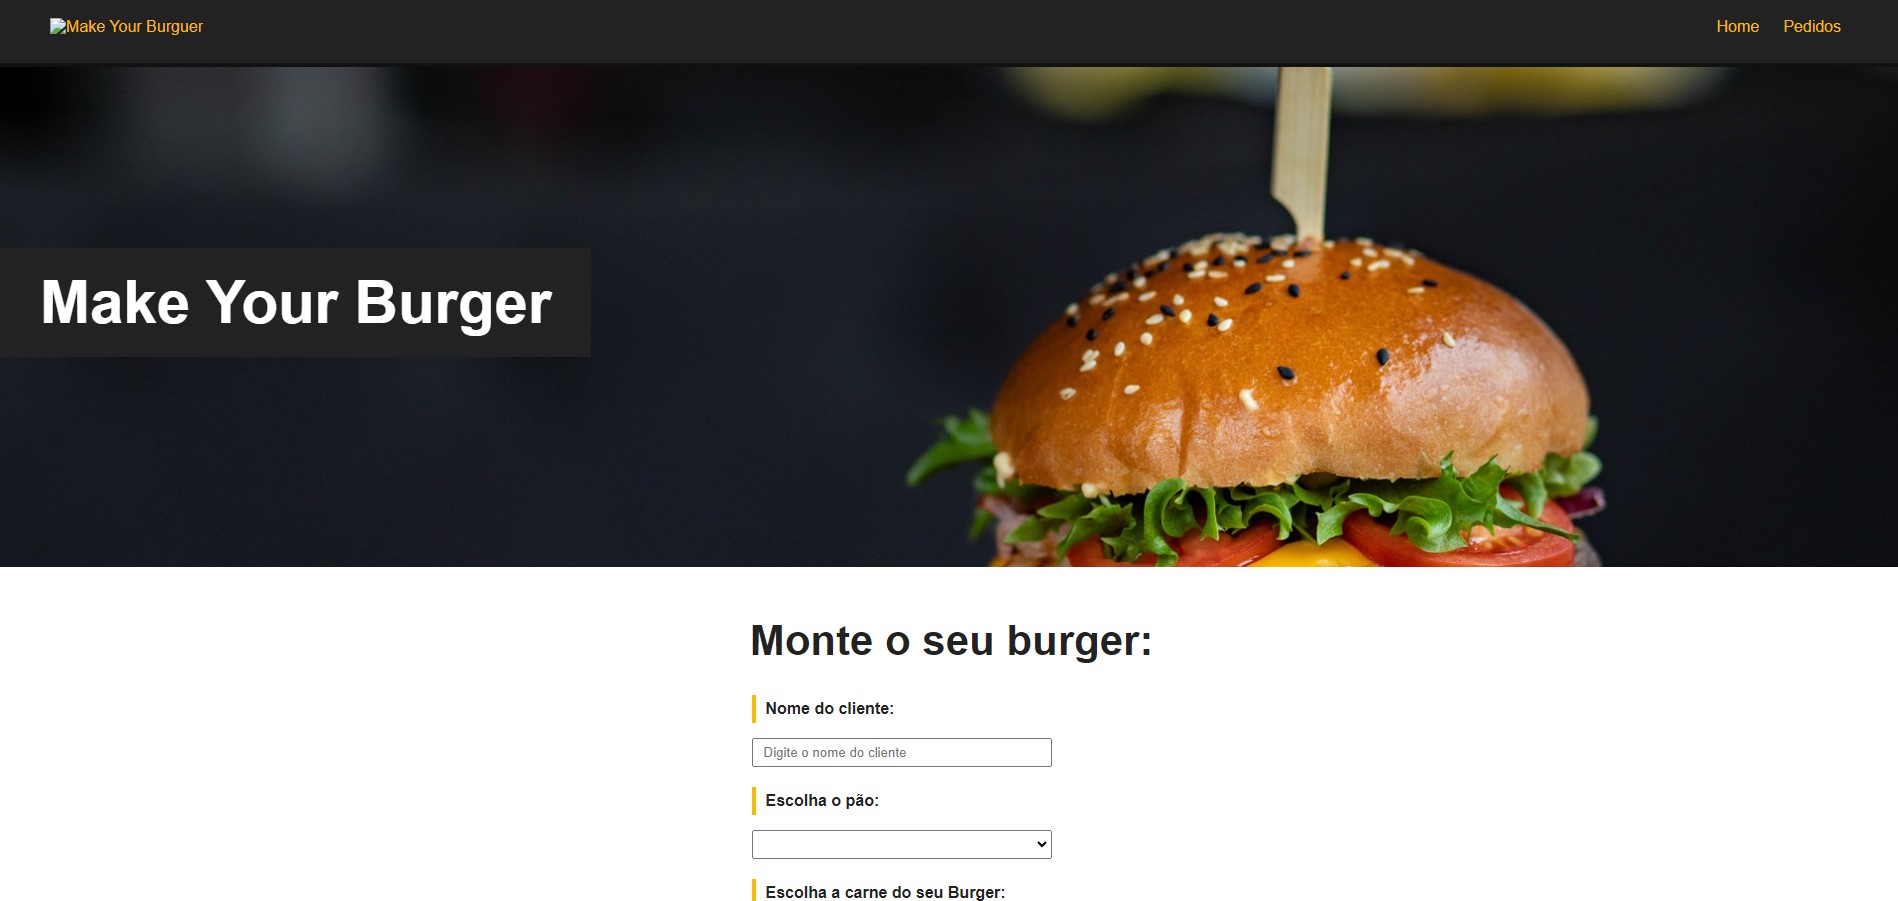 Make Your Burguer
Home
Pedidos
Make Your Burger
Monte o seu burger:
Nome do cliente:
Digite o nome do cliente
Escolha o pão:
Escolha a carne do seu Burger: